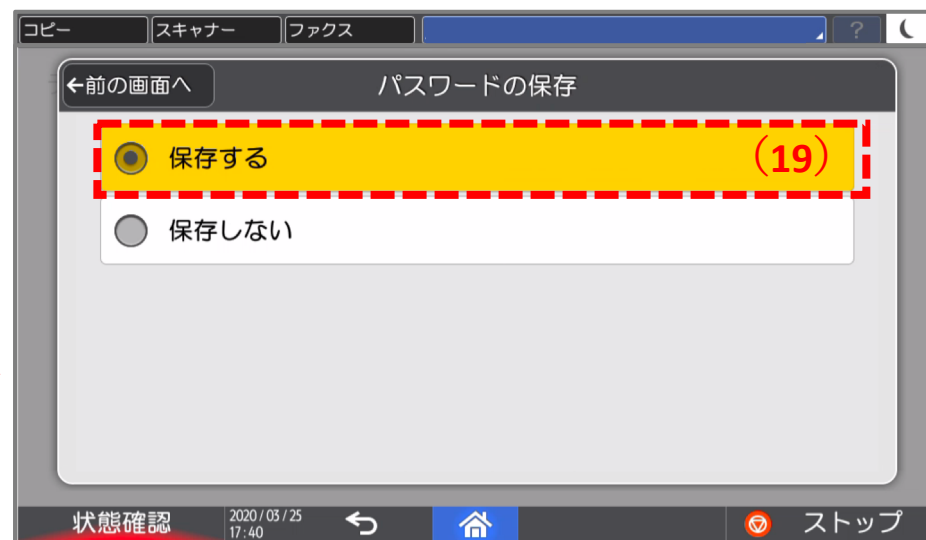 コピー スキャナー ファクス ?
←前の画面へ パスワードの保存
保存する （19）
保存しない
状態確認 2020/03/25 ストップ
17:40